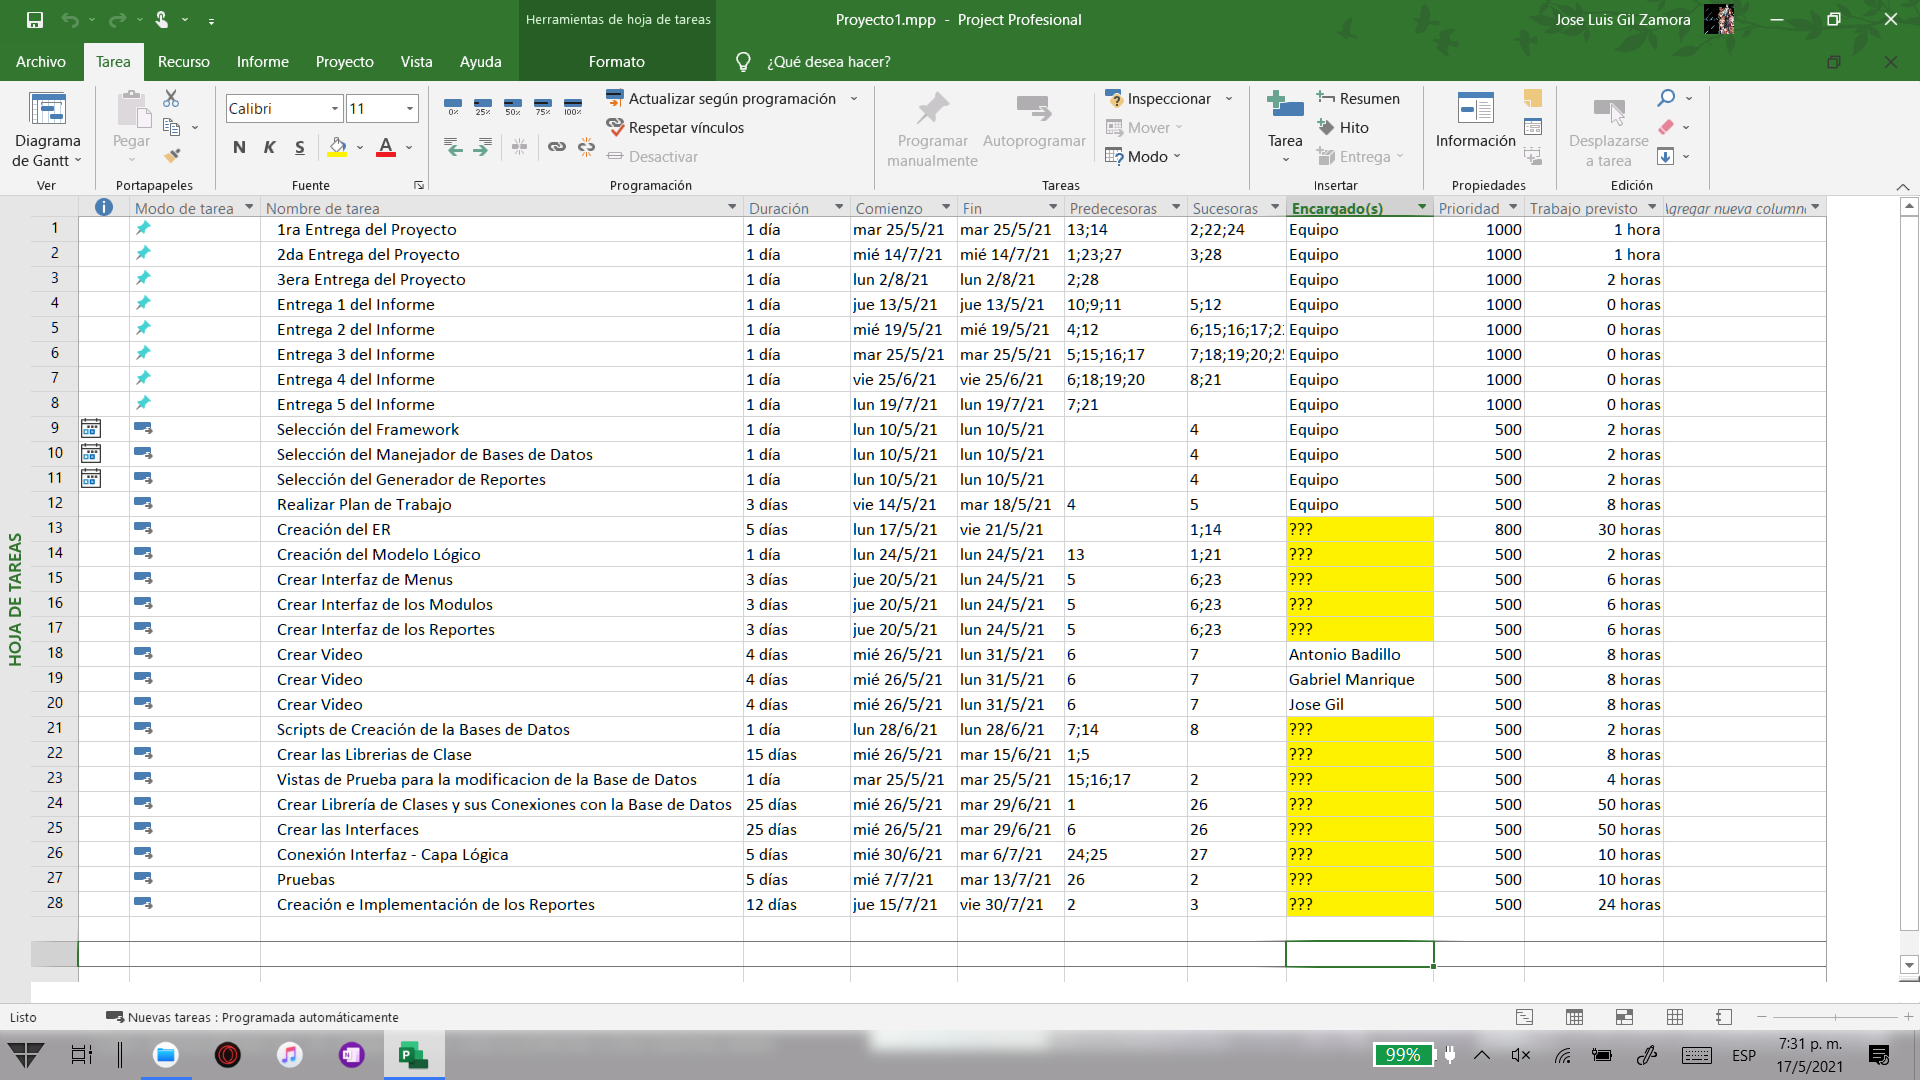 Herramientas de hoja de tareas
Proyecto1.mpp - Project Profesional
Jose Luis Gil Zamora
Archivo Tarea Recurso Informe Proyecto Vista Ayuda Formato ¿Qué desea hacer?
Diagrama de Gantt
Ver
Pegar
Portapapeles
Calibri 11
N K S A
Fuente
0% 25% 50% 75% 100%
Actualizar según programación
Respetar vínculos
Desactivar
Programación
Programar manualmente
Autoprogramar
Inspeccionar
Mover
Modo
Tareas
Tarea
Resumen
Hito
Entrega
Insertar
Información
Propiedades
Desplazarse a tarea
Edición
Modo de tarea Nombre de tarea Duración Comienzo Fin Predecesoras Sucesoras Encargado(s) Prioridad Trabajo previsto Agregar nueva column
1 1ra Entrega del Proyecto 1 día mar 25/5/21 mar 25/5/21 13;14 2;22;24 Equipo 1000 1 hora
2 2da Entrega del Proyecto 1 día mié 14/7/21 mié 14/7/21 1;23;27 3;28 Equipo 1000 1 hora
3 3era Entrega del Proyecto 1 día lun 2/8/21 lun 2/8/21 2;28 Equipo 1000 2 horas
4 Entrega 1 del Informe 1 día jue 13/5/21 jue 13/5/21 10;9;11 5;12 Equipo 1000 0 horas
5 Entrega 2 del Informe 1 día mié 19/5/21 mié 19/5/21 4;12 6;15;16;17;2 Equipo 1000 0 horas
6 Entrega 3 del Informe 1 día mar 25/5/21 mar 25/5/21 5;15;16;17 7;18;19;20;2 Equipo 1000 0 horas
7 Entrega 4 del Informe 1 día vie 25/6/21 vie 25/6/21 6;18;19;20 8;21 Equipo 1000 0 horas
8 Entrega 5 del Informe 1 día lun 19/7/21 lun 19/7/21 7;21 Equipo 1000 0 horas
9 Selección del Framework 1 día lun 10/5/21 lun 10/5/21 4 Equipo 500 2 horas
10 Selección del Manejador de Bases de Datos 1 día lun 10/5/21 lun 10/5/21 4 Equipo 500 2 horas
11 Selección del Generador de Reportes 1 día lun 10/5/21 lun 10/5/21 4 Equipo 500 2 horas
12 Realizar Plan de Trabajo 3 días vie 14/5/21 mar 18/5/21 4 5 Equipo 500 8 horas
13 Creación del ER 5 días lun 17/5/21 vie 21/5/21 1;14 ??? 800 30 horas
14 Creación del Modelo Lógico 1 día lun 24/5/21 lun 24/5/21 13 1;21 ??? 500 2 horas
15 Crear Interfaz de Menus 3 días jue 20/5/21 lun 24/5/21 5 6;23 ??? 500 6 horas
16 Crear Interfaz de los Modulos 3 días jue 20/5/21 lun 24/5/21 5 6;23 ??? 500 6 horas
17 Crear Interfaz de los Reportes 3 días jue 20/5/21 lun 24/5/21 5 6;23 ??? 500 6 horas
18 Crear Video 4 días mié 26/5/21 lun 31/5/21 6 7 Antonio Badillo 500 8 horas
19 Crear Video 4 días mié 26/5/21 lun 31/5/21 6 7 Gabriel Manrique 500 8 horas
20 Crear Video 4 días mié 26/5/21 lun 31/5/21 6 7 Jose Gil 500 8 horas
21 Scripts de Creación de la Bases de Datos 1 día lun 28/6/21 lun 28/6/21 7;14 8 ??? 500 2 horas
22 Crear las Librerias de Clase 15 días mié 26/5/21 mar 15/6/21 1;5 ??? 500 8 horas
23 Vistas de Prueba para la modificacion de la Base de Datos 1 día mar 25/5/21 mar 25/5/21 15;16;17 2 ??? 500 4 horas
24 Crear Librería de Clases y sus Conexiones con la Base de Datos 25 días mié 26/5/21 mar 29/6/21 1 26 ??? 500 50 horas
25 Crear las Interfaces 25 días mié 26/5/21 mar 29/6/21 6 26 ??? 500 50 horas
26 Conexión Interfaz - Capa Lógica 5 días mié 30/6/21 mar 6/7/21 24;25 27 ??? 500 10 horas
27 Pruebas 5 días mié 7/7/21 mar 13/7/21 26 2 ??? 500 10 horas
28 Creación e Implementación de los Reportes 12 días jue 15/7/21 vie 30/7/21 2 3 ??? 500 24 horas
HOJA DE TAREAS
Listo Nuevas tareas : Programada automáticamente
99% ESP 7:31 p. m.
17/5/2021